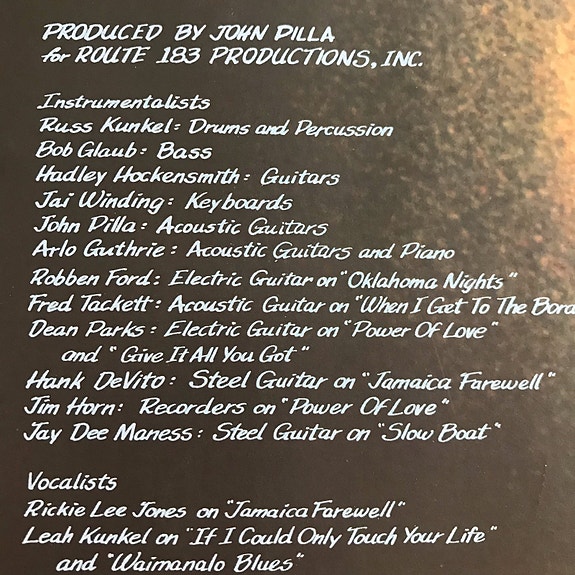 PRODUCED BY JOHN PILLA
for ROUTE 183 PRODUCTIONS, INC.
Instrumentalists
Russ Kunkel: Drums and Percussion
Bob Glaub: Bass
Hadley Hockensmith: Guitars
Jai Winding: Keyboards
John Pilla: Acoustic Guitars
Arlo Guthrie: Acoustic Guitars and Piano
Robben Ford: Electric Guitar on "Oklahoma Nights"
Fred Tackett: Acoustic Guitar on "When I Get To The
Dean Parks: Electric Guitar on "Power Of Love"
and "Give It All You Got"
Hank DeVito: Steel Guitar on "Jamaica Farewell"
Jim Horn: Recorders on "Power Of Love"
Jay Dee Maness: Steel Guitar on "Slow Boat"
Vocalists
Rickie Lee Jones on "Jamaica Farewell"
Leah Kunkel on "If I Could Only Touch Your Life"
and "Waimanalo Blues"